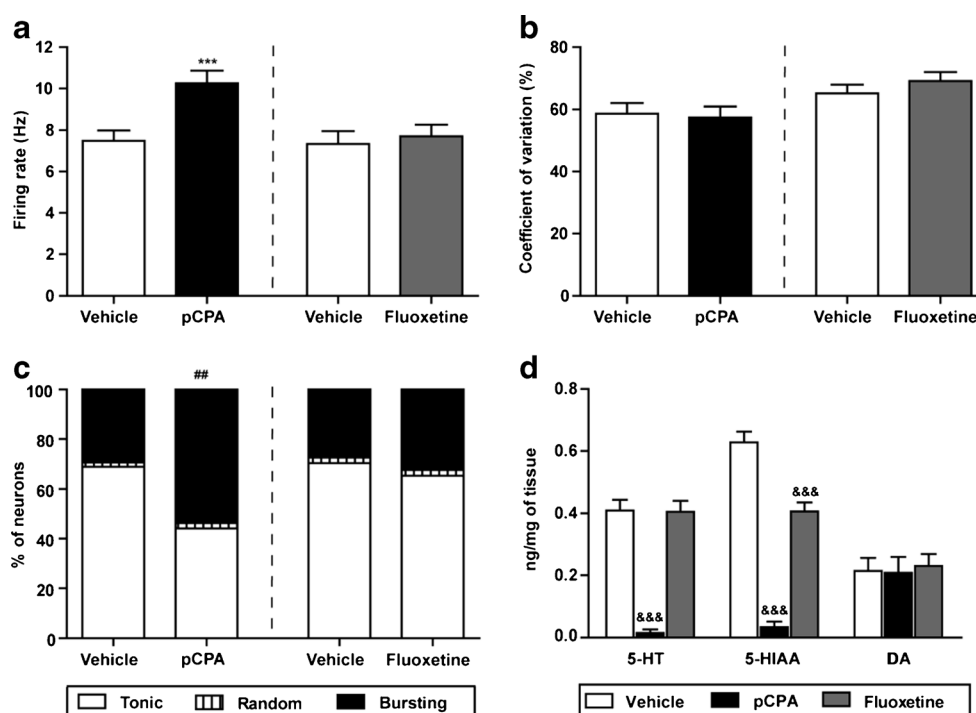 a
Firing rate (Hz)
12
10
8
6
4
2
0
***
Vehicle pCPA Vehicle Fluoxetine
b
Coefficient of variation (%)
80
60
40
20
0
Vehicle pCPA Vehicle Fluoxetine
c
% of neurons
100
80
60
40
20
0
##
Vehicle pCPA Vehicle Fluoxetine
Tonic Random Bursting
d
ng/mg of tissue
0.8
0.6
0.4
0.2
0.0
&&&
&&&
&&&
5-HT 5-HIAA DA
Vehicle pCPA Fluoxetine